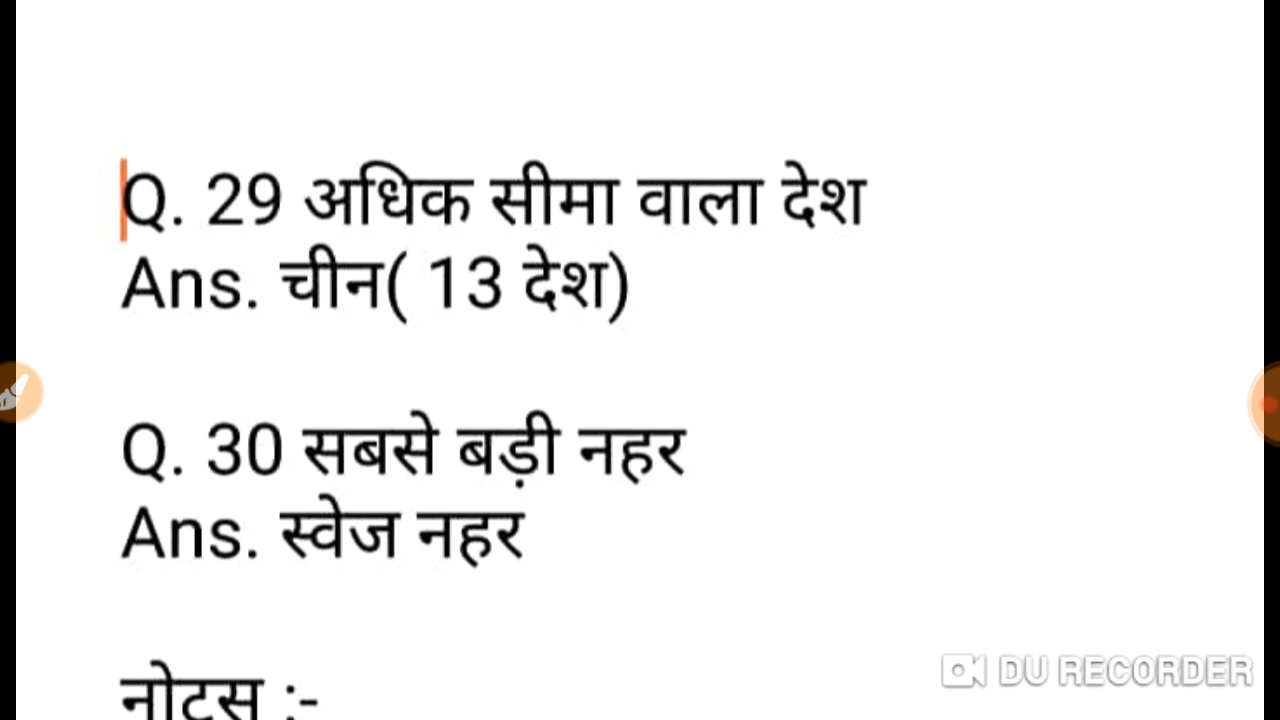 Q. 29 अधिक सीमा वाला देश
Ans. चीन( 13 देश)
Q. 30 सबसे बड़ी नहर
Ans. स्वेज नहर
नोटस :-
DU RECORDER